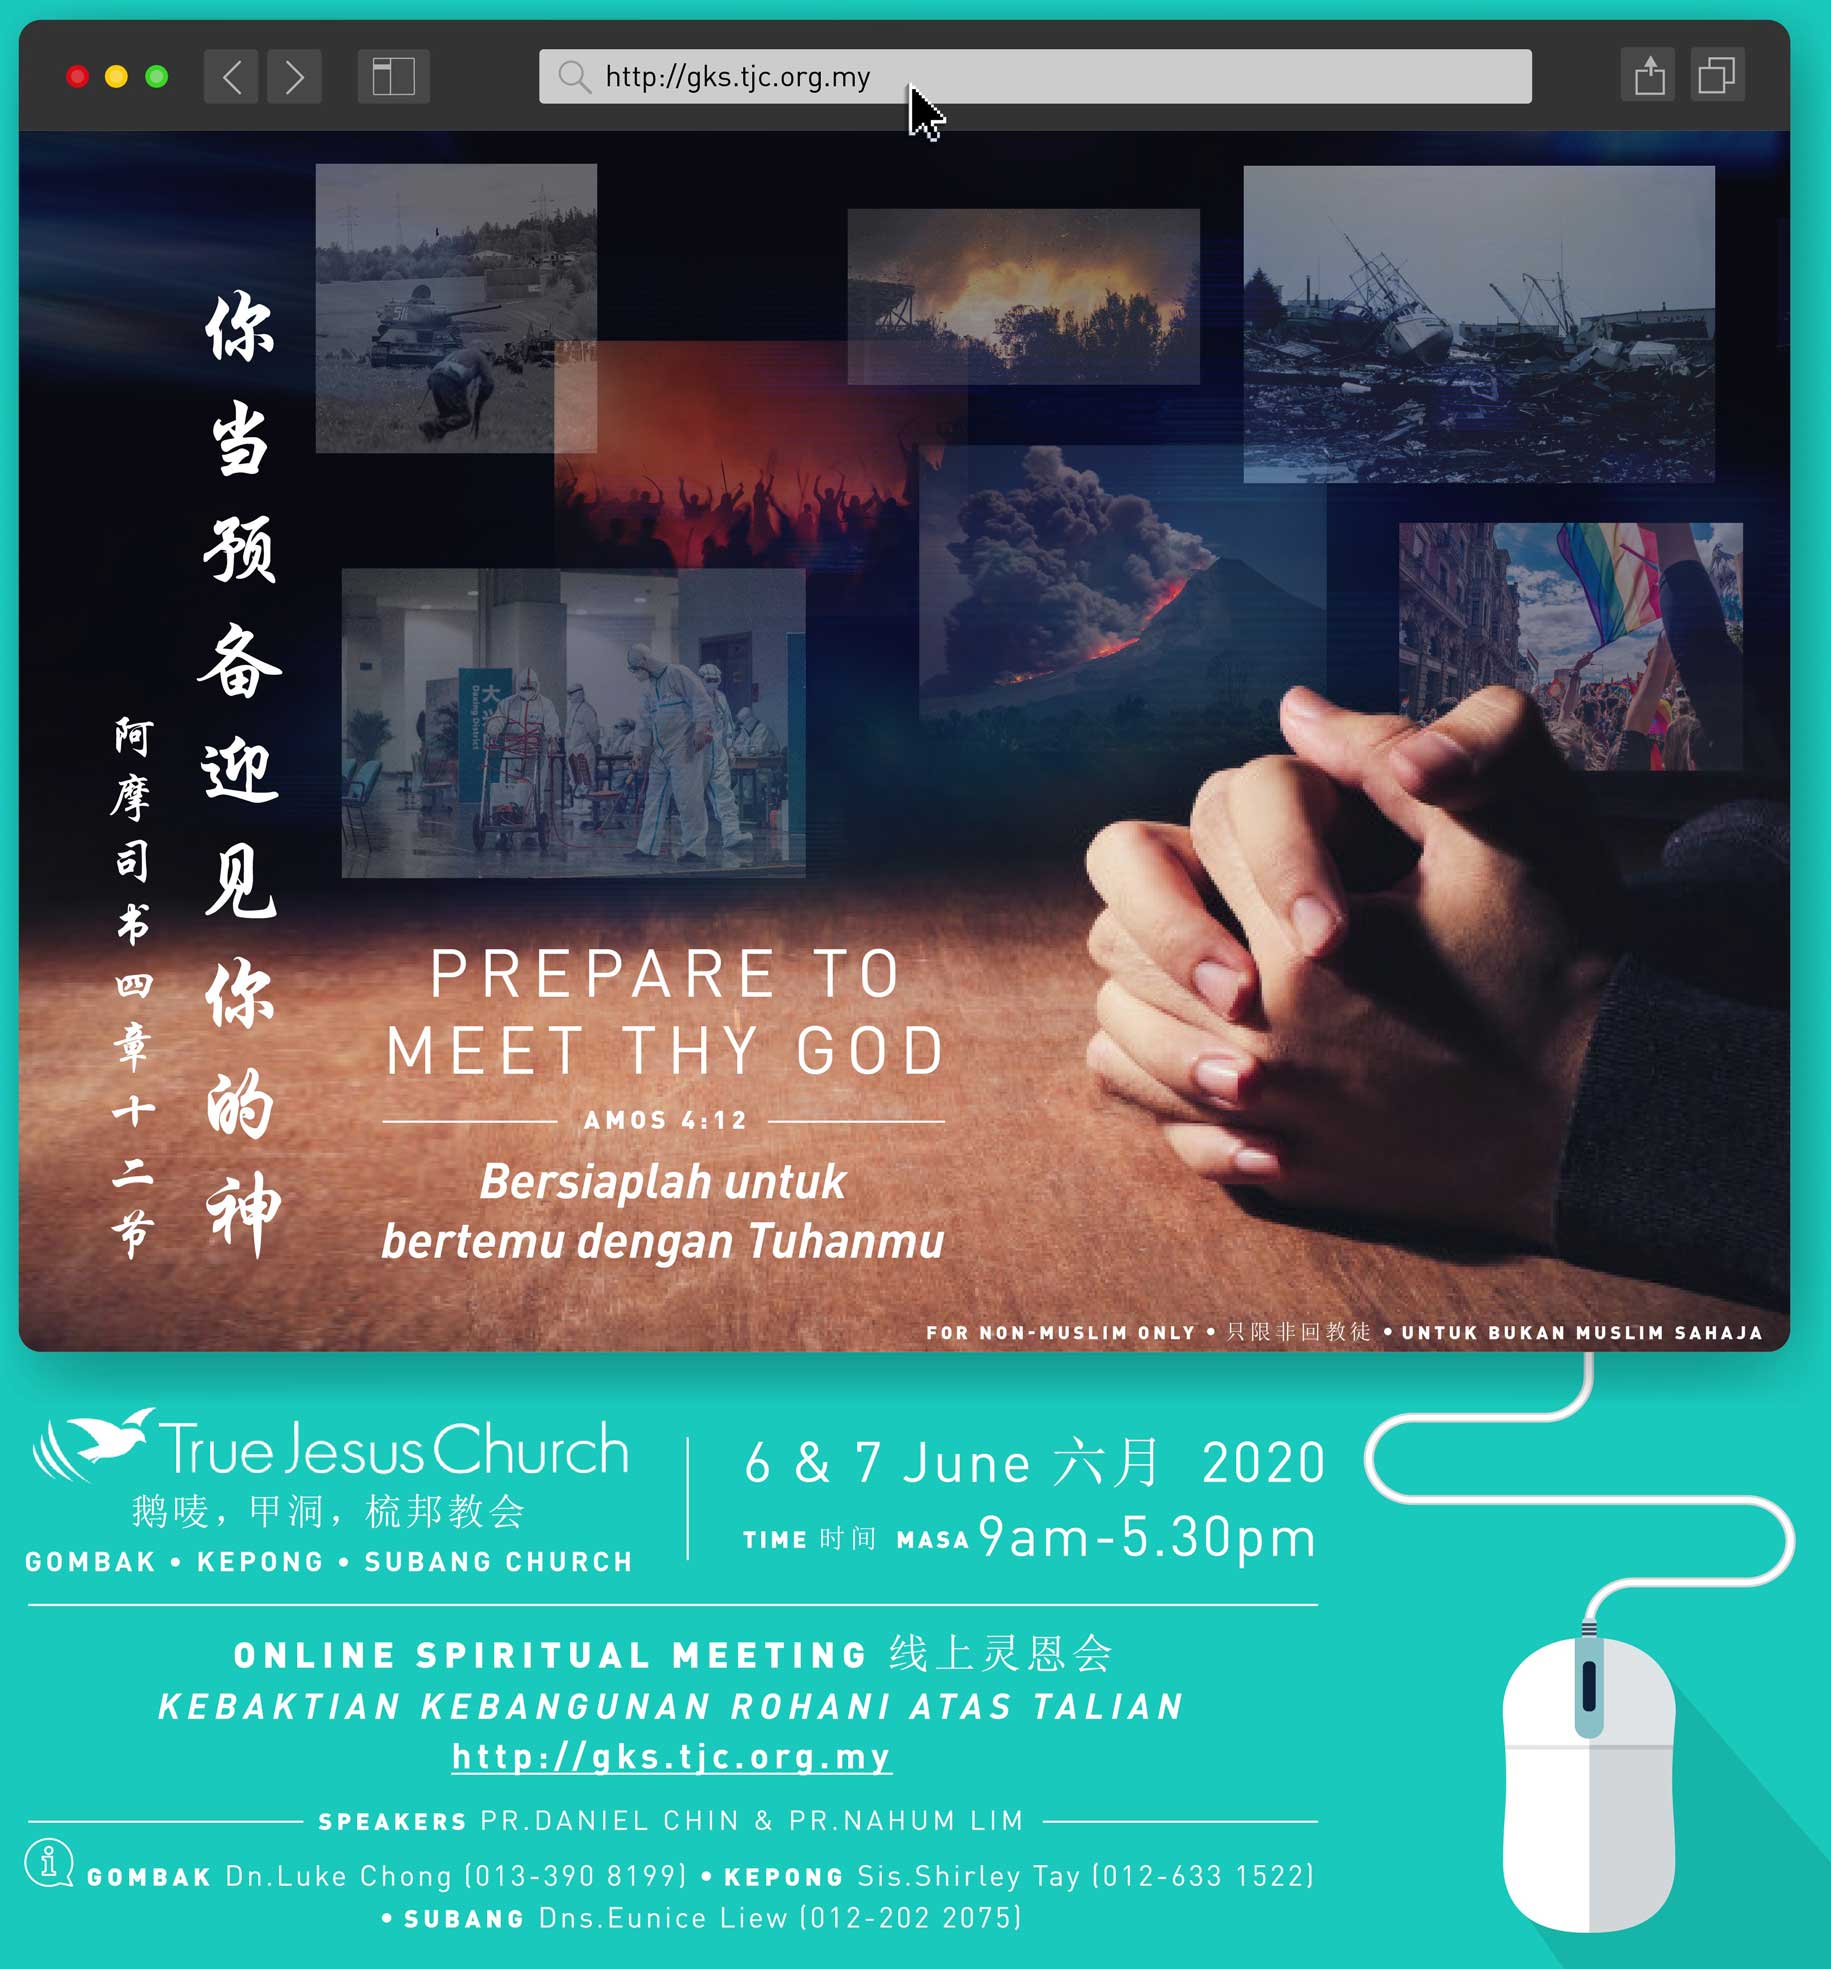 http://gks.tjc.org.my
511
大兴
Daxing District
你当预备迎见你的神
阿摩司书四章十二节
PREPARE TO
MEET THY GOD
AMOS 4:12
Bersiaplah untuk
bertemu dengan Tuhanmu
FOR NON-MUSLIM ONLY • 只限非回教徒 • UNTUK BUKAN MUSLIM SAHAJA
True Jesus Church
鹅唛，甲洞，梳邦教会
GOMBAK • KEPONG • SUBANG CHURCH
6 & 7 June 六月 2020
TIME 时间 MASA 9am-5.30pm
ONLINE SPIRITUAL MEETING 线上灵恩会
KEBAKTIAN KEBANGUNAN ROHANI ATAS TALIAN
http://gks.tjc.org.my
SPEAKERS PR.DANIEL CHIN & PR.NAHUM LIM
GOMBAK Dn.Luke Chong (013-390 8199) • KEPONG Sis.Shirley Tay (012-633 1522)
• SUBANG Dns.Eunice Liew (012-202 2075)